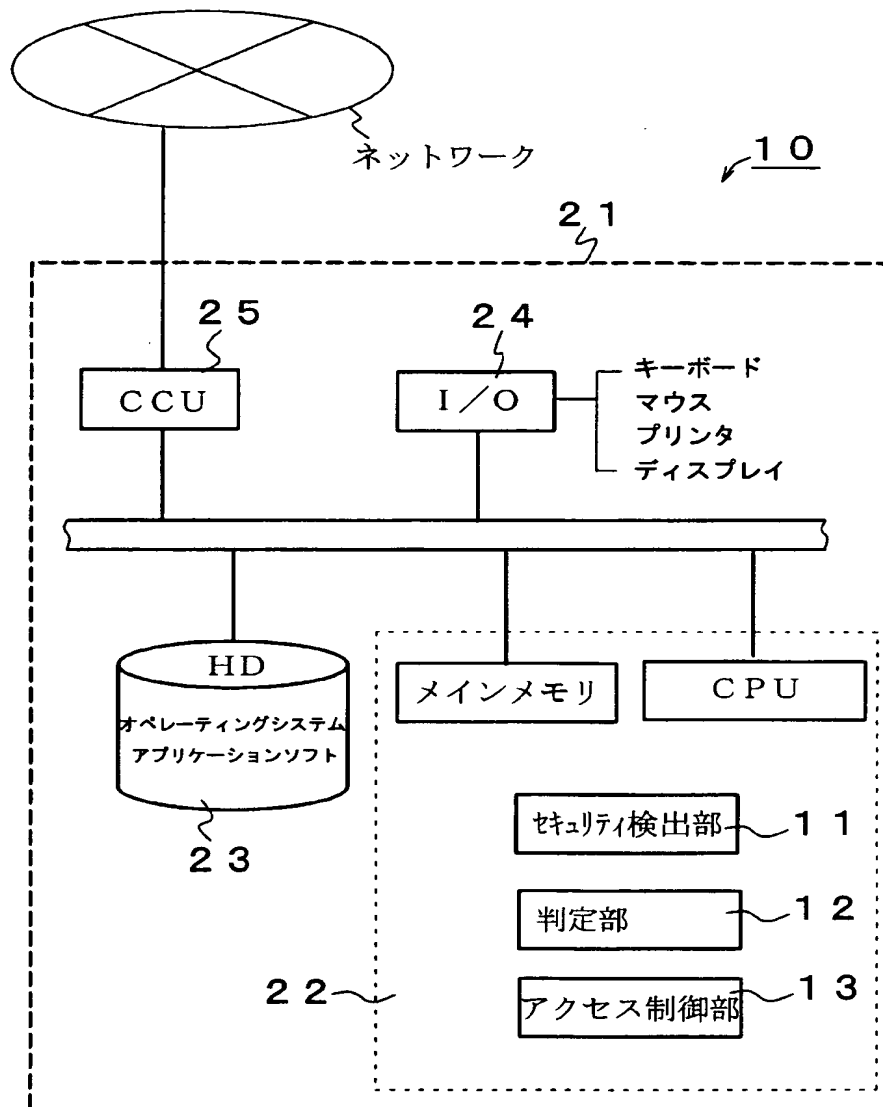 ネットワーク
10
21
25
24
CCU
I/O
キーボード
マウス
プリンタ
ディスプレイ
HD
オペレーティングシステム
アプリケーションソフト
23
メインメモリ
CPU
セキュリティ検出部
11
判定部
12
22
アクセス制御部
13